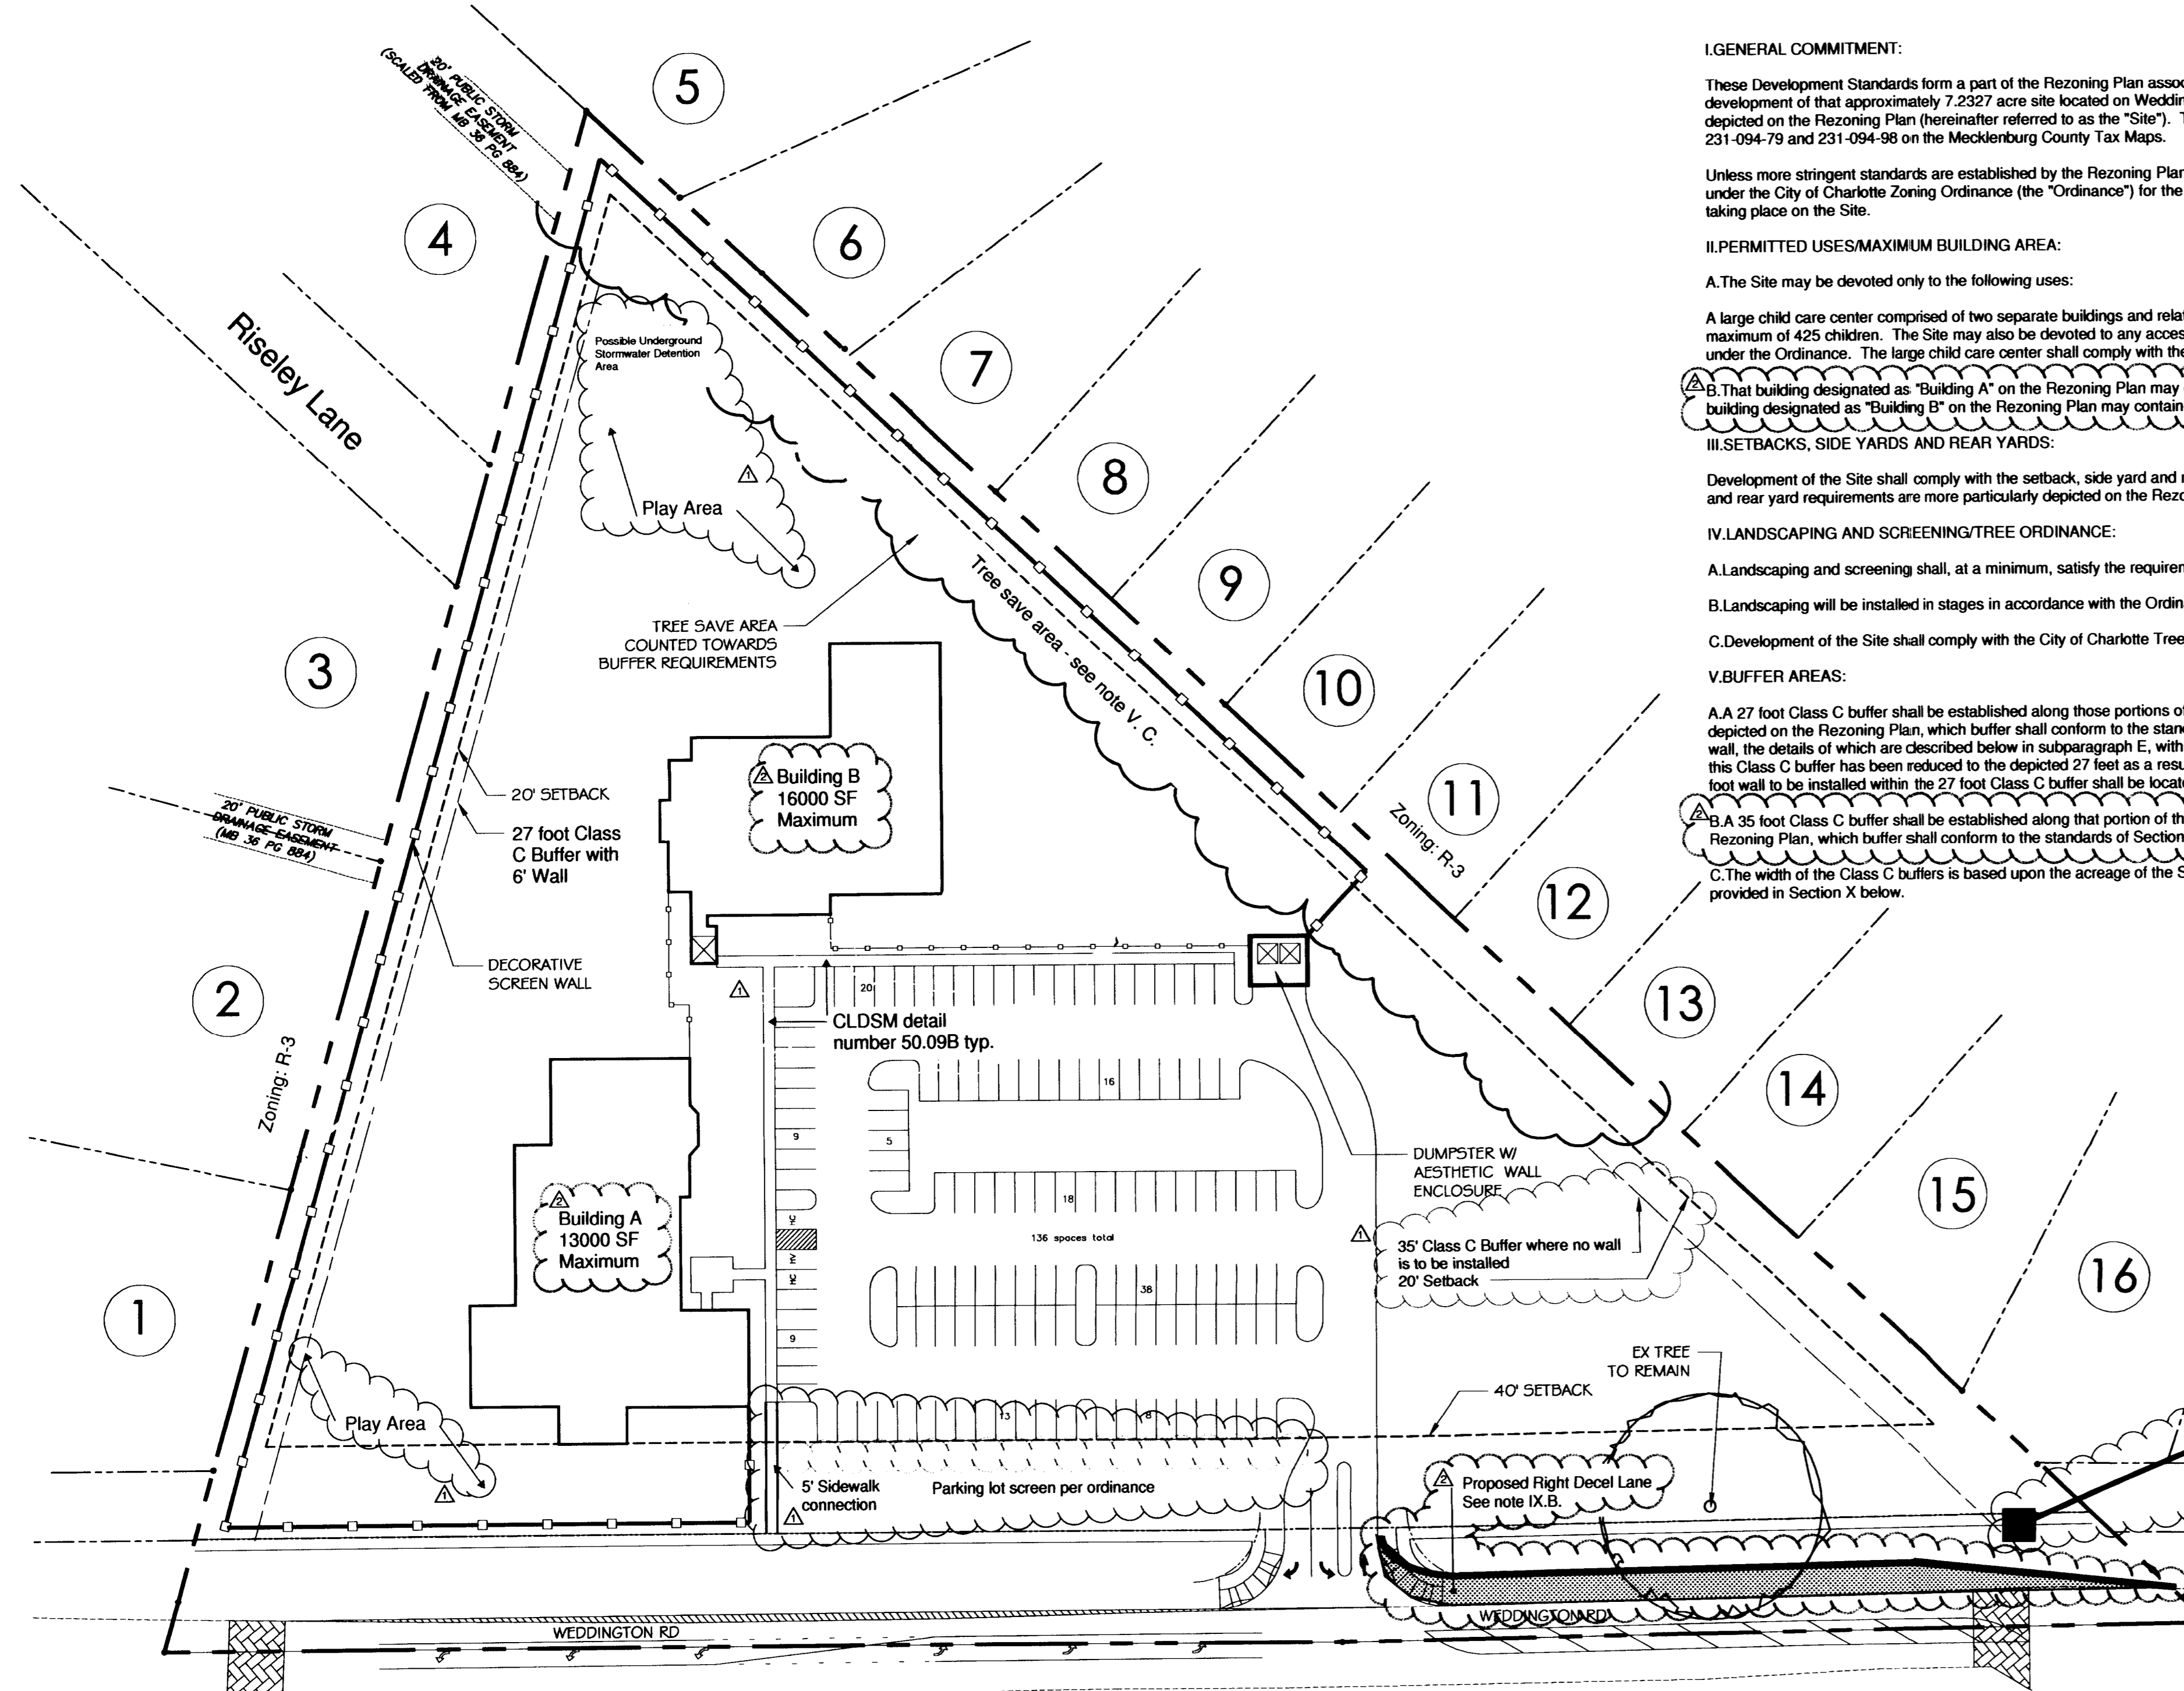 5
20' PUBLIC STORM
DRAINAGE EASEMENT
(SCALED FROM MB 36 PG 884)
4
6
Riseley Lane
Possible Underground
Stormwater Detention
Area
7
1
Play Area
8
Tree save area - see note V. C.
9
TREE SAVE AREA
COUNTED TOWARDS
BUFFER REQUIREMENTS
3
10
2
Building B
16000 SF
Maximum
20' SETBACK
27 foot Class
C Buffer with
6' Wall
20' PUBLIC STORM
DRAINAGE EASEMENT
(MB 36 PG 884)
11
Zoning: R-3
12
DECORATIVE
SCREEN WALL
2
1
20
13
CLDSM detail
number 50.09B typ.
Zoning: R-3
16
14
9
5
DUMPSTER W/
AESTHETIC WALL
ENCLOSURE
15
18
2
Building A
13000 SF
Maximum
HC
HV
HC
136 spaces total
1
35' Class C Buffer where no wall
is to be installed
20' Setback
16
38
1
9
EX TREE
TO REMAIN
40' SETBACK
Play Area
13
8
1
5' Sidewalk
connection
1
Parking lot screen per ordinance
2
Proposed Right Decel Lane
See note IX.B.
WEDDINGTON RD
WEDDINGTON RD
I.GENERAL COMMITMENT:
These Development Standards form a part of the Rezoning Plan assoc
development of that approximately 7.2327 acre site located on Weddin
depicted on the Rezoning Plan (hereinafter referred to as the "Site"). T
231-094-79 and 231-094-98 on the Mecklenburg County Tax Maps.
Unless more stringent standards are established by the Rezoning Plan
under the City of Charlotte Zoning Ordinance (the "Ordinance") for the
taking place on the Site.
II.PERMITTED USES/MAXIMUM BUILDING AREA:
A.The Site may be devoted only to the following uses:
A large child care center comprised of two separate buildings and relat
maximum of 425 children. The Site may also be devoted to any acces
under the Ordinance. The large child care center shall comply with the
2
B.That building designated as "Building A" on the Rezoning Plan may
building designated as "Building B" on the Rezoning Plan may contain
III.SETBACKS, SIDE YARDS AND REAR YARDS:
Development of the Site shall comply with the setback, side yard and r
and rear yard requirements are more particularly depicted on the Rezo
IV.LANDSCAPING AND SCREENING/TREE ORDINANCE:
A.Landscaping and screening shall, at a minimum, satisfy the requiren
B.Landscaping will be installed in stages in accordance with the Ordin
C.Development of the Site shall comply with the City of Charlotte Tree
V.BUFFER AREAS:
A.A 27 foot Class C buffer shall be established along those portions of
depicted on the Rezoning Plan, which buffer shall conform to the stand
wall, the details of which are described below in subparagraph E, with
this Class C buffer has been reduced to the depicted 27 feet as a resu
foot wall to be installed within the 27 foot Class C buffer shall be locate
2
B.A 35 foot Class C buffer shall be established along that portion of th
Rezoning Plan, which buffer shall conform to the standards of Section
C.The width of the Class C buffers is based upon the acreage of the S
provided in Section X below.